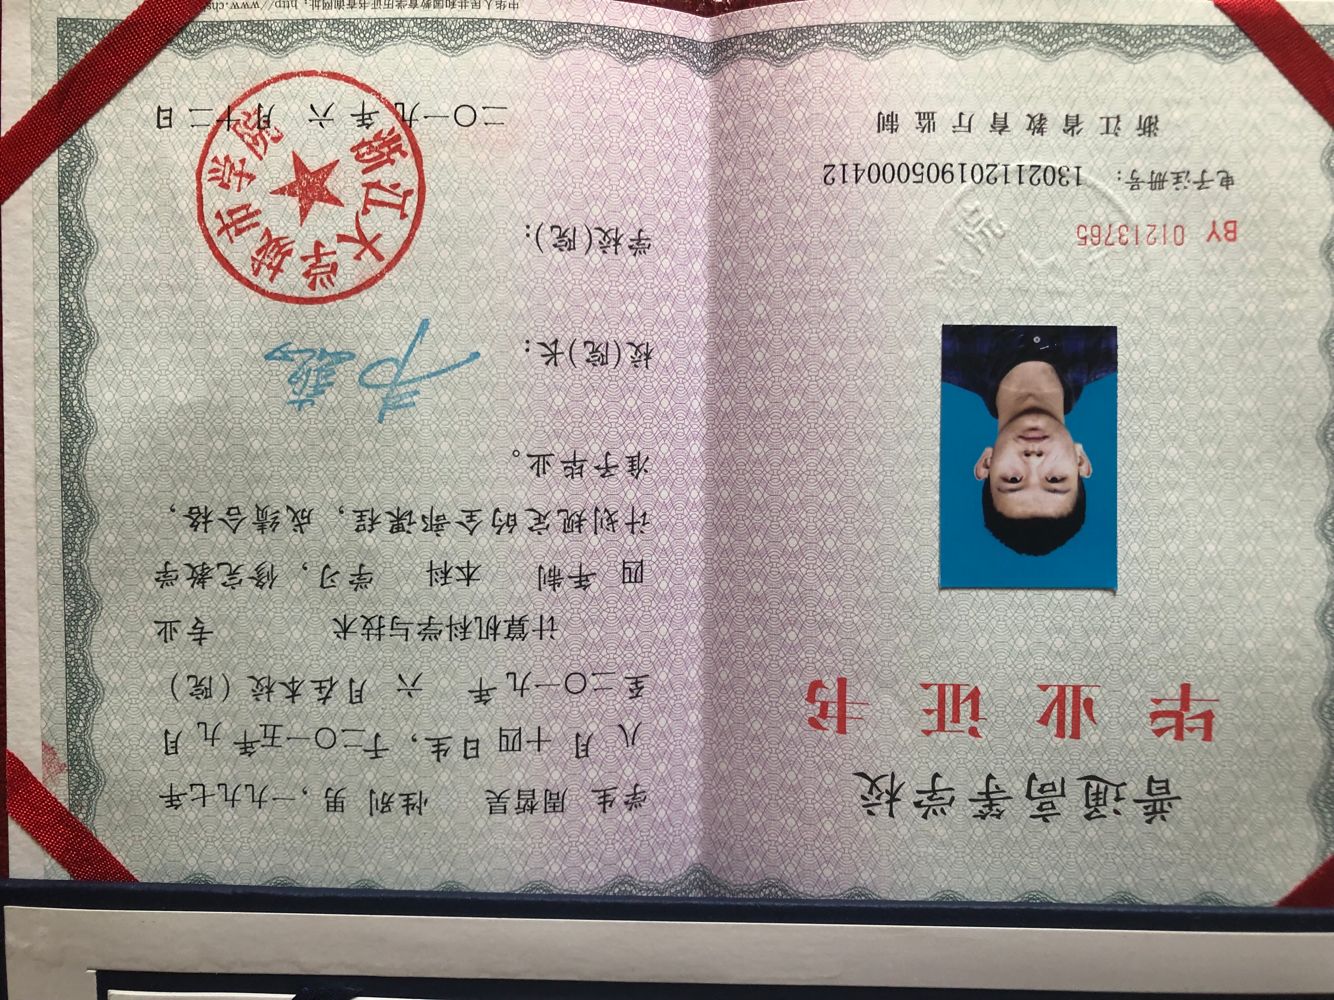 普通高等学校
毕业证书
BY 01213765
电子注册号： 130211201905000412
浙江省教育厅监制
学生 周哲昊 性别 男，一九九七年
八 月 十四 日生，于二〇一五年 九 月
至二〇一九年 六 月在本校（院）
计算机科学与技术 专业
四 年制 本科 学习，修完教学
计划规定的全部课程，成绩合格，
准予毕业。
校(院)长：
学校(院)：
浙江大学城市学院
二〇一九年 六 月十二日
中华人民共和国教育部学历证书查询网址：http://www.chs